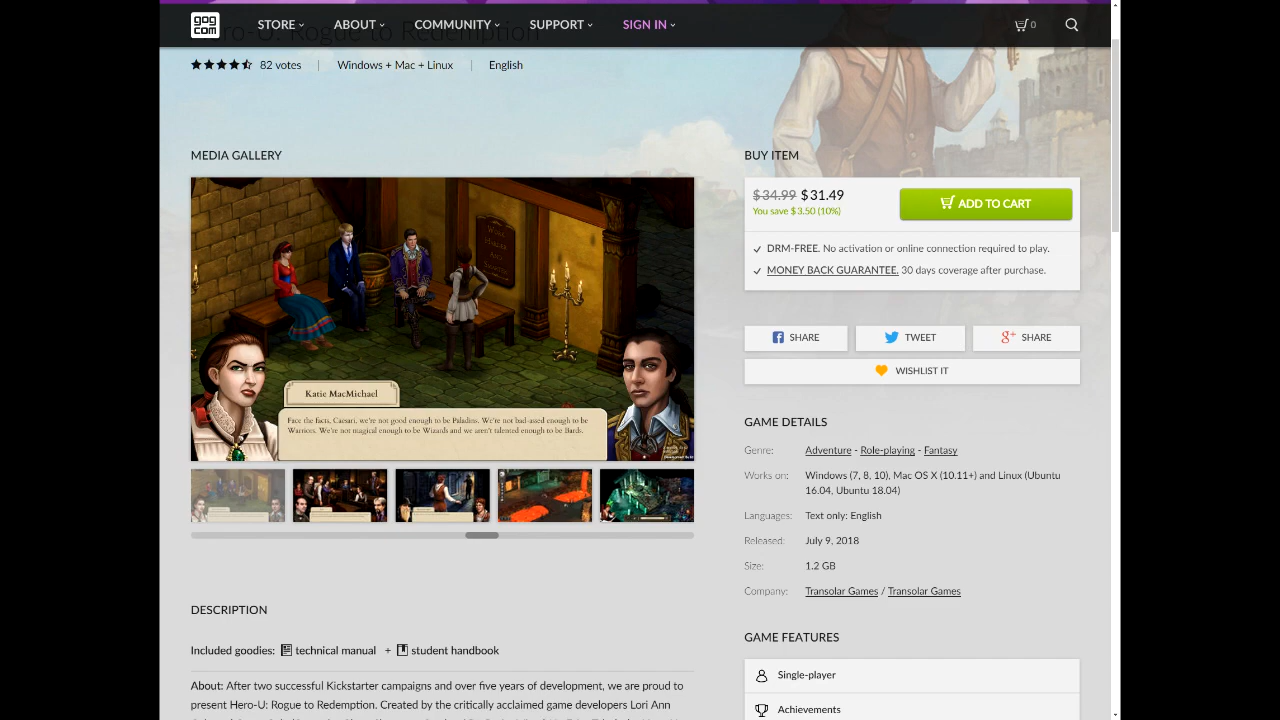 gog
com
STORE ABOUT COMMUNITY SUPPORT SIGN IN 0
ro-U: Rogue to Redemption
82 votes | Windows + Mac + Linux | English
MEDIA GALLERY
Katie MacMichael
Face the facts, Caesari, we're not good enough to be Paladins. We're not bad-assed enough to be
Warriors. We're not magical enough to be Wizards and we aren't talented enough to be Bards.
DESCRIPTION
Included goodies: technical manual + student handbook
About: After two successful Kickstarter campaigns and over five years of development, we are proud to
present Hero-U: Rogue to Redemption. Created by the critically acclaimed game developers Lori Ann
BUY ITEM
$34.99 $31.49
You save $3.50 (10%)
ADD TO CART
DRM-FREE. No activation or online connection required to play.
MONEY BACK GUARANTEE. 30 days coverage after purchase.
SHARE TWEET g+ SHARE
WISHLIST IT
GAME DETAILS
Genre: Adventure - Role-playing - Fantasy
Works on: Windows (7, 8, 10), Mac OS X (10.11+) and Linux (Ubuntu
16.04, Ubuntu 18.04)
Languages: Text only: English
Released: July 9, 2018
Size: 1.2 GB
Company: Transolar Games / Transolar Games
GAME FEATURES
Single-player
Achievements